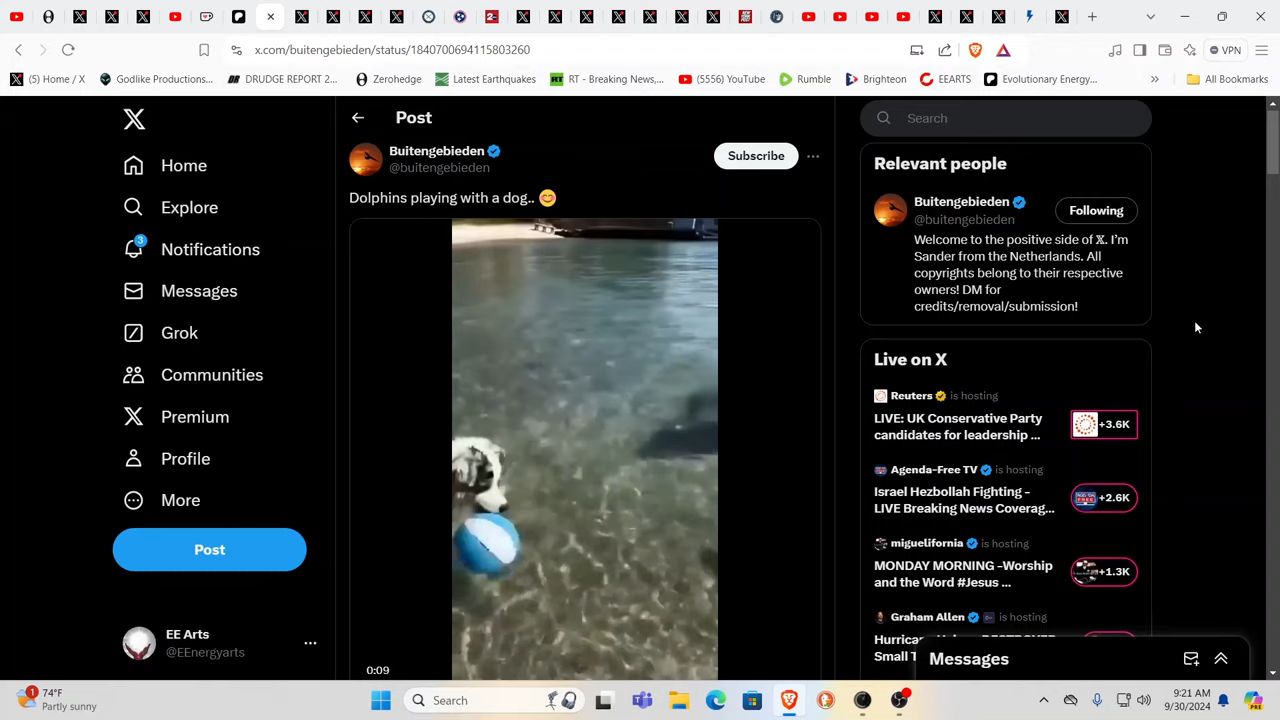 x.com/buitengebieden/status/1840700694115803260
VPN
(5) Home / X
Godlike Productions...
DRUDGE REPORT 2...
Zerohedge
Latest Earthquakes
RT - Breaking News,...
(5556) YouTube
Rumble
Brighteon
EEARTS
Evolutionary Energy...
»
All Bookmarks
Home
Explore
3
Notifications
Messages
Grok
Communities
Premium
Profile
More
Post
EE Arts
@EEnergyarts
Post
Buitengebieden
@buitengebieden
Subscribe
Dolphins playing with a dog.. 😊
0:09
Search
Relevant people
Buitengebieden
@buitengebieden
Following
Welcome to the positive side of 𝕏. I'm
Sander from the Netherlands. All
copyrights belong to their respective
owners! DM for
credits/removal/submission!
Live on X
Reuters is hosting
LIVE: UK Conservative Party
candidates for leadership ...
+3.6K
Agenda-Free TV is hosting
Israel Hezbollah Fighting -
LIVE Breaking News Coverag...
+2.6K
miguelifornia is hosting
MONDAY MORNING -Worship
and the Word #Jesus ...
+1.3K
Graham Allen is hosting
Small T
Messages
1
74°F
Partly sunny
Search
9:21 AM
9/30/2024